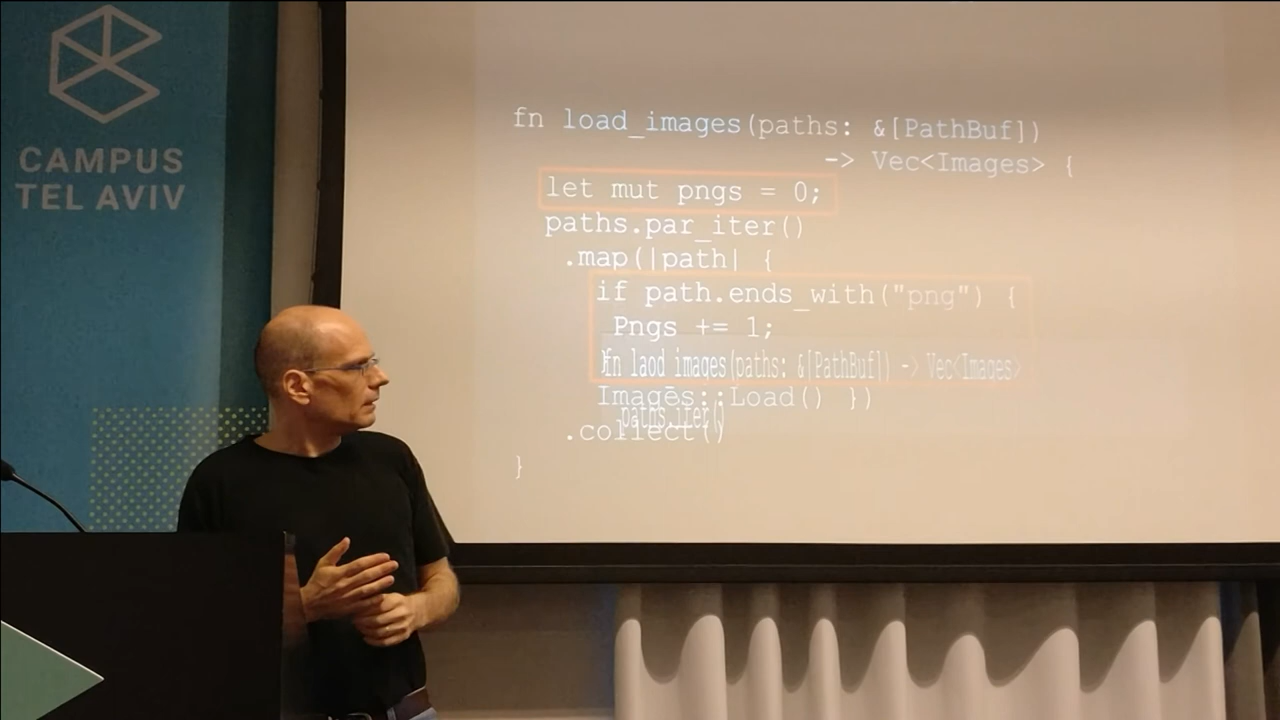 CAMPUS
TEL AVIV
fn load_images(paths: &[PathBuf])
-> Vec<Images> {
let mut pngs = 0;
paths.par_iter()
.map(|path| {
if path.ends_with("png") {
Pngs += 1;
}
fn laod images(paths: &[PathBuf]) -> Vec<Images>
Images::Load() })
paths.iter()
.collect()
}